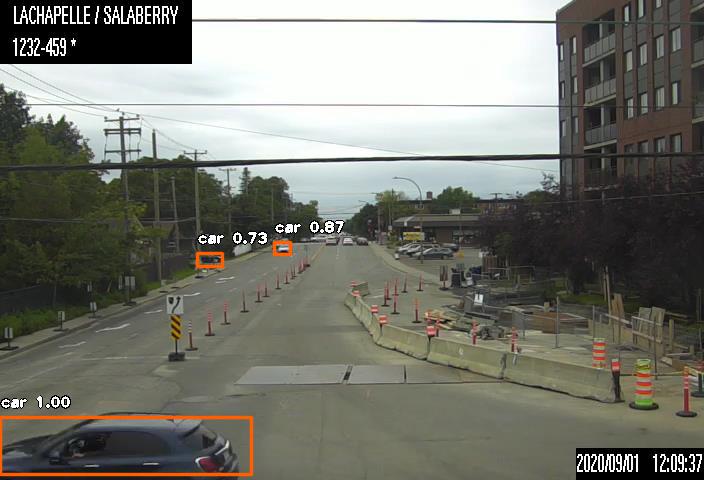 LACHAPELLE / SALABERRY
1232-459 *
car 0.87
car 0.73
car 1.00
2020/09/01 12:09:37